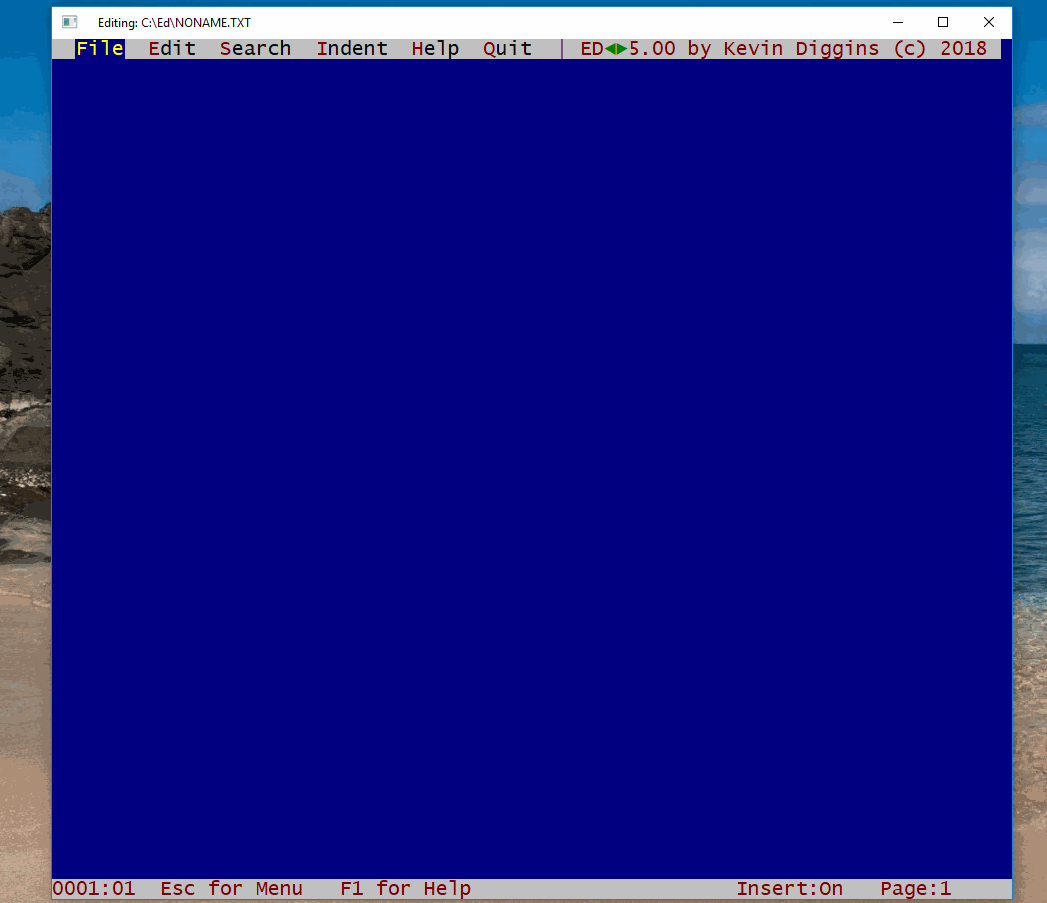 Editing: C:\Ed\NONAME.TXT
File Edit Search Indent Help Quit | ED◄►5.00 by Kevin Diggins (c) 2018
0001:01 Esc for Menu F1 for Help Insert:On Page:1